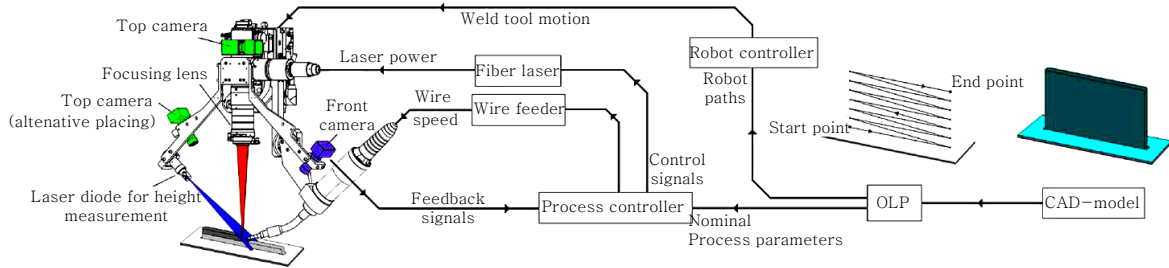 Weld tool motion
Top camera
Laser power
Fiber laser
Robot controller
Robot
paths
Focusing lens
Top camera
(altenative placing)
Front
camera
Wire
speed
Wire feeder
End point
Start point
Control
signals
Laser diode for height
measurement
Feedback
signals
Process controller
Nominal
Process parameters
OLP
CAD-model